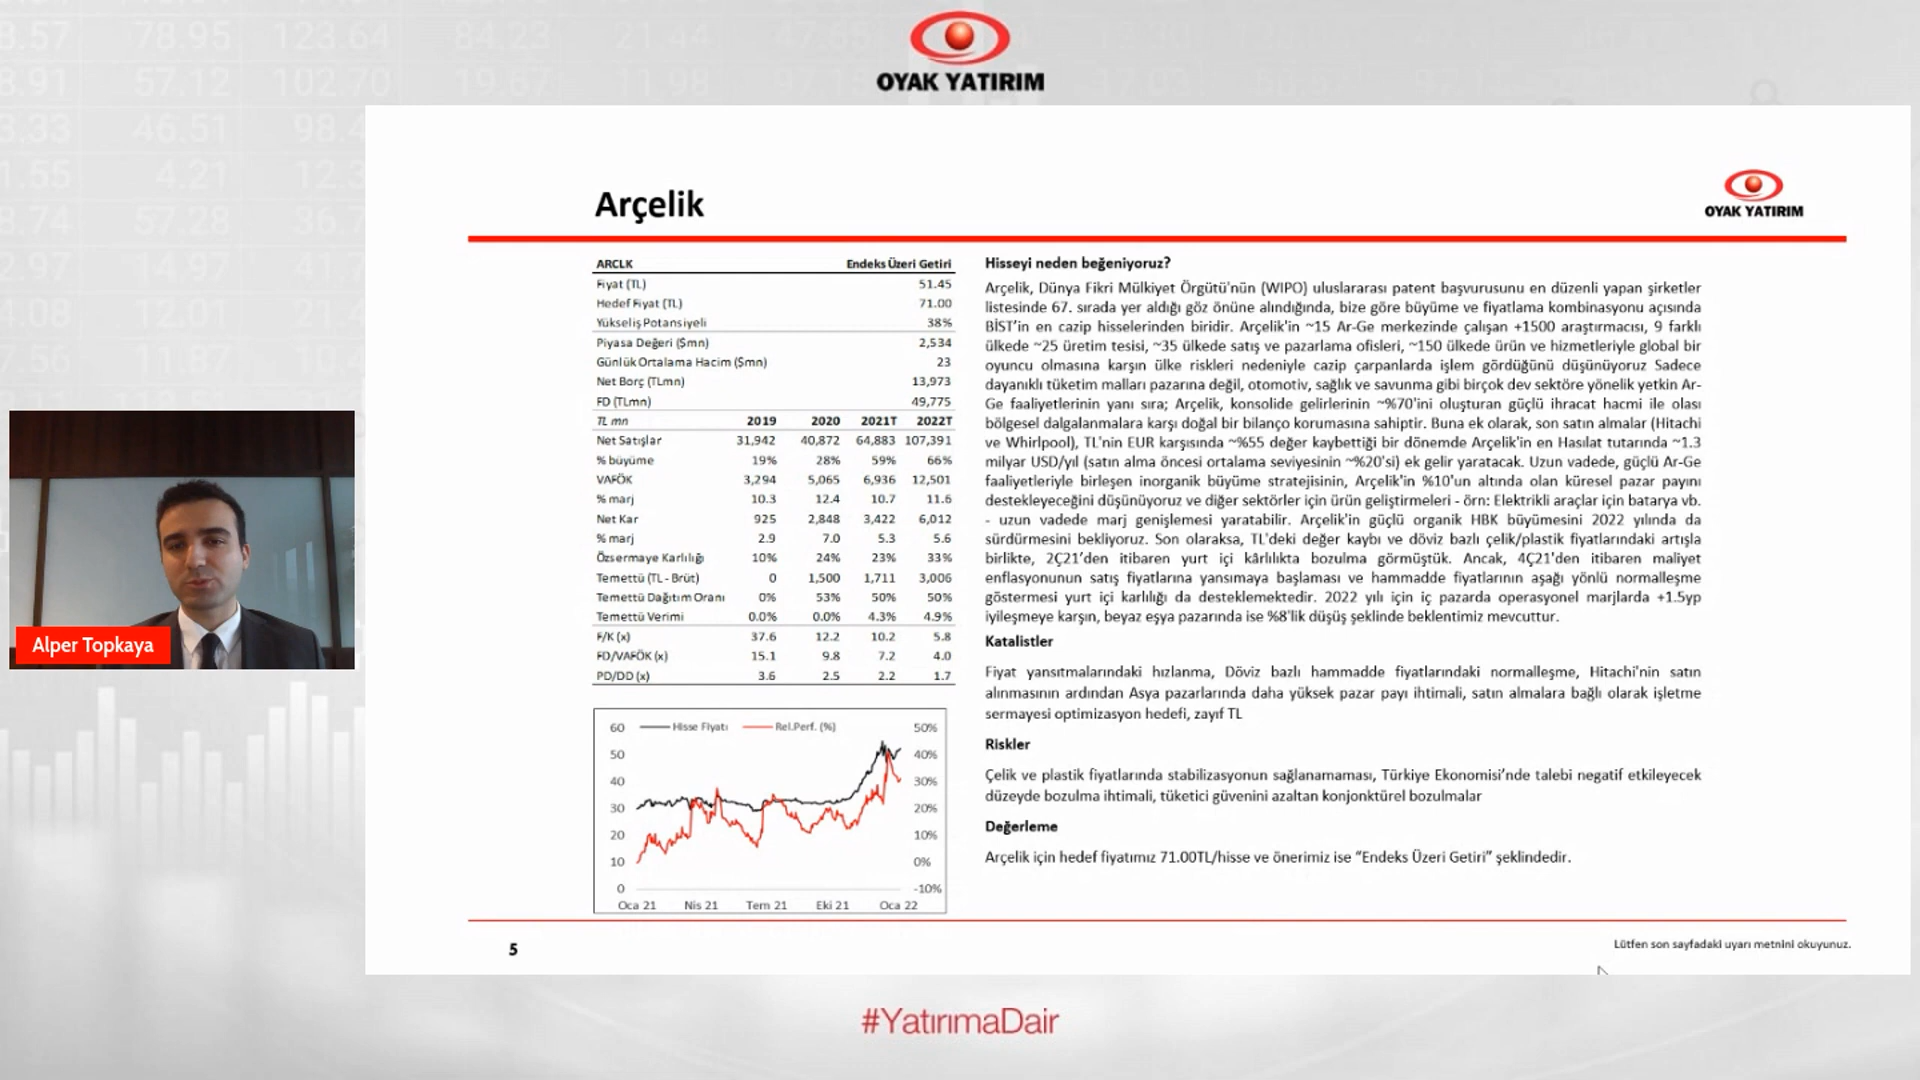 OYAK YATIRIM
Arçelik
OYAK YATIRIM
ARCLK Endeks Üzeri Getiri
Fiyat (TL) 51.45
Hedef Fiyat (TL) 71.00
Yükseliş Potansiyeli 38%
Piyasa Değeri ($mn) 2,534
Günlük Ortalama Hacim ($mn) 23
Net Borç (TLmn) 13,973
FD (TLmn) 49,775
TL mn 2019 2020 2021T 2022T
Net Satışlar 31,942 40,872 64,883 107,391
% büyüme 19% 28% 59% 66%
VAFÖK 3,294 5,065 6,936 12,501
% marj 10.3 12.4 10.7 11.6
Net Kar 925 2,848 3,422 6,012
% marj 2.9 7.0 5.3 5.6
Özsermaye Karlılığı 10% 24% 23% 33%
Temettü (TL - Brüt) 0 1,500 1,711 3,006
Temettü Dağıtım Oranı 0% 53% 50% 50%
Temettü Verimi 0.0% 0.0% 4.3% 4.9%
F/K (x) 37.6 12.2 10.2 5.8
FD/VAFÖK (x) 15.1 9.8 7.2 4.0
PD/DD (x) 3.6 2.5 2.2 1.7
Hisse Fiyatı Rel.Perf. (%)
60 50%
50 40%
40 30%
30 20%
20 10%
10 0%
0 -10%
Oca 21 Nis 21 Tem 21 Eki 21 Oca 22
Hisseyi neden beğeniyoruz?
Arçelik, Dünya Fikri Mülkiyet Örgütü'nün (WIPO) uluslararası patent başvurusunu en düzenli yapan şirketler
listesinde 67. sırada yer aldığı göz önüne alındığında, bize göre büyüme ve fiyatlama kombinasyonu açısında
BİST'in en cazip hisselerinden biridir. Arçelik'in ~15 Ar-Ge merkezinde çalışan +1500 araştırmacısı, 9 farklı
ülkede ~25 üretim tesisi, ~35 ülkede satış ve pazarlama ofisleri, ~150 ülkede ürün ve hizmetleriyle global bir
oyuncu olmasına karşın ülke riskleri nedeniyle cazip çarpanlarda işlem gördüğünü düşünüyoruz Sadece
dayanıklı tüketim malları pazarına değil, otomotiv, sağlık ve savunma gibi birçok dev sektöre yönelik yetkin Ar-
Ge faaliyetlerinin yanı sıra; Arçelik, konsolide gelirlerinin ~%70'ini oluşturan güçlü ihracat hacmi ile olası
bölgesel dalgalanmalara karşı doğal bir bilanço korumasına sahiptir. Buna ek olarak, son satın almalar (Hitachi
ve Whirlpool), TL'nin EUR karşısında ~%55 değer kaybettiği bir dönemde Arçelik'in en Hasılat tutarında ~1.3
milyar USD/yıl (satın alma öncesi ortalama seviyesinin ~%20'si) ek gelir yaratacak. Uzun vadede, güçlü Ar-Ge
faaliyetleriyle birleşen inorganik büyüme stratejisinin, Arçelik'in %10'un altında olan küresel pazar payını
destekleyeceğini düşünüyoruz ve diğer sektörler için ürün geliştirmeleri - örn: Elektrikli araçlar için batarya vb.
- uzun vadede marj genişlemesi yaratabilir. Arçelik'in güçlü organik HBK büyümesini 2022 yılında da
sürdürmesini bekliyoruz. Son olaraksa, TL'deki değer kaybı ve döviz bazlı çelik/plastik fiyatlarındaki artışla
birlikte, 2Ç21'den itibaren yurt içi kârlılıkta bozulma görmüştük. Ancak, 4Ç21'den itibaren maliyet
enflasyonunun satış fiyatlarına yansımaya başlaması ve hammadde fiyatlarının aşağı yönlü normalleşme
göstermesi yurt içi karlılığı da desteklemektedir. 2022 yılı için iç pazarda operasyonel marjlarda +1.5yp
iyileşmeye karşın, beyaz eşya pazarında ise %8'lik düşüş şeklinde beklentimiz mevcuttur.
Katalistler
Fiyat yansıtmalarındaki hızlanma, Döviz bazlı hammadde fiyatlarındaki normalleşme, Hitachi'nin satın
alınmasının ardından Asya pazarlarında daha yüksek pazar payı ihtimali, satın almalara bağlı olarak işletme
sermayesi optimizasyon hedefi, zayıf TL
Riskler
Çelik ve plastik fiyatlarında stabilizasyonun sağlanamaması, Türkiye Ekonomisi'nde talebi negatif etkileyecek
düzeyde bozulma ihtimali, tüketici güvenini azaltan konjonktürel bozulmalar
Değerleme
Arçelik için hedef fiyatımız 71.00TL/hisse ve önerimiz ise "Endeks Üzeri Getiri" şeklindedir.
5
Lütfen son sayfadaki uyarı metnini okuyunuz.
Alper Topkaya
#YatırımaDair